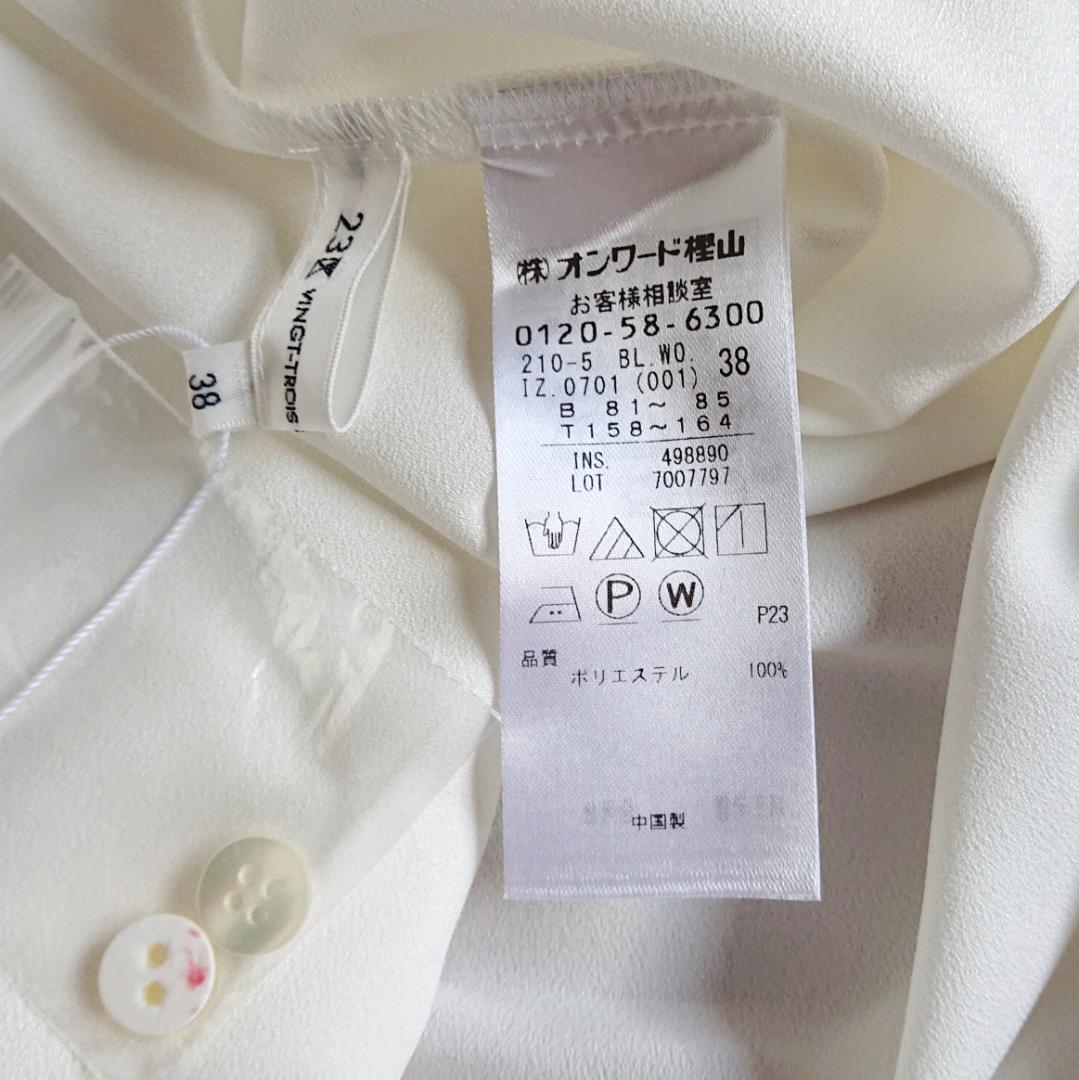 23区
VINGT-TROIS
38
(株)オンワード樫山
お客様相談室
0120-58-6300
210-5 BL.WO. 38
IZ.0701 (001)
B 81～ 85
T158～164
INS. 498890
LOT 7007797
P W
P23
品質
ポリエステル 100%
中国製